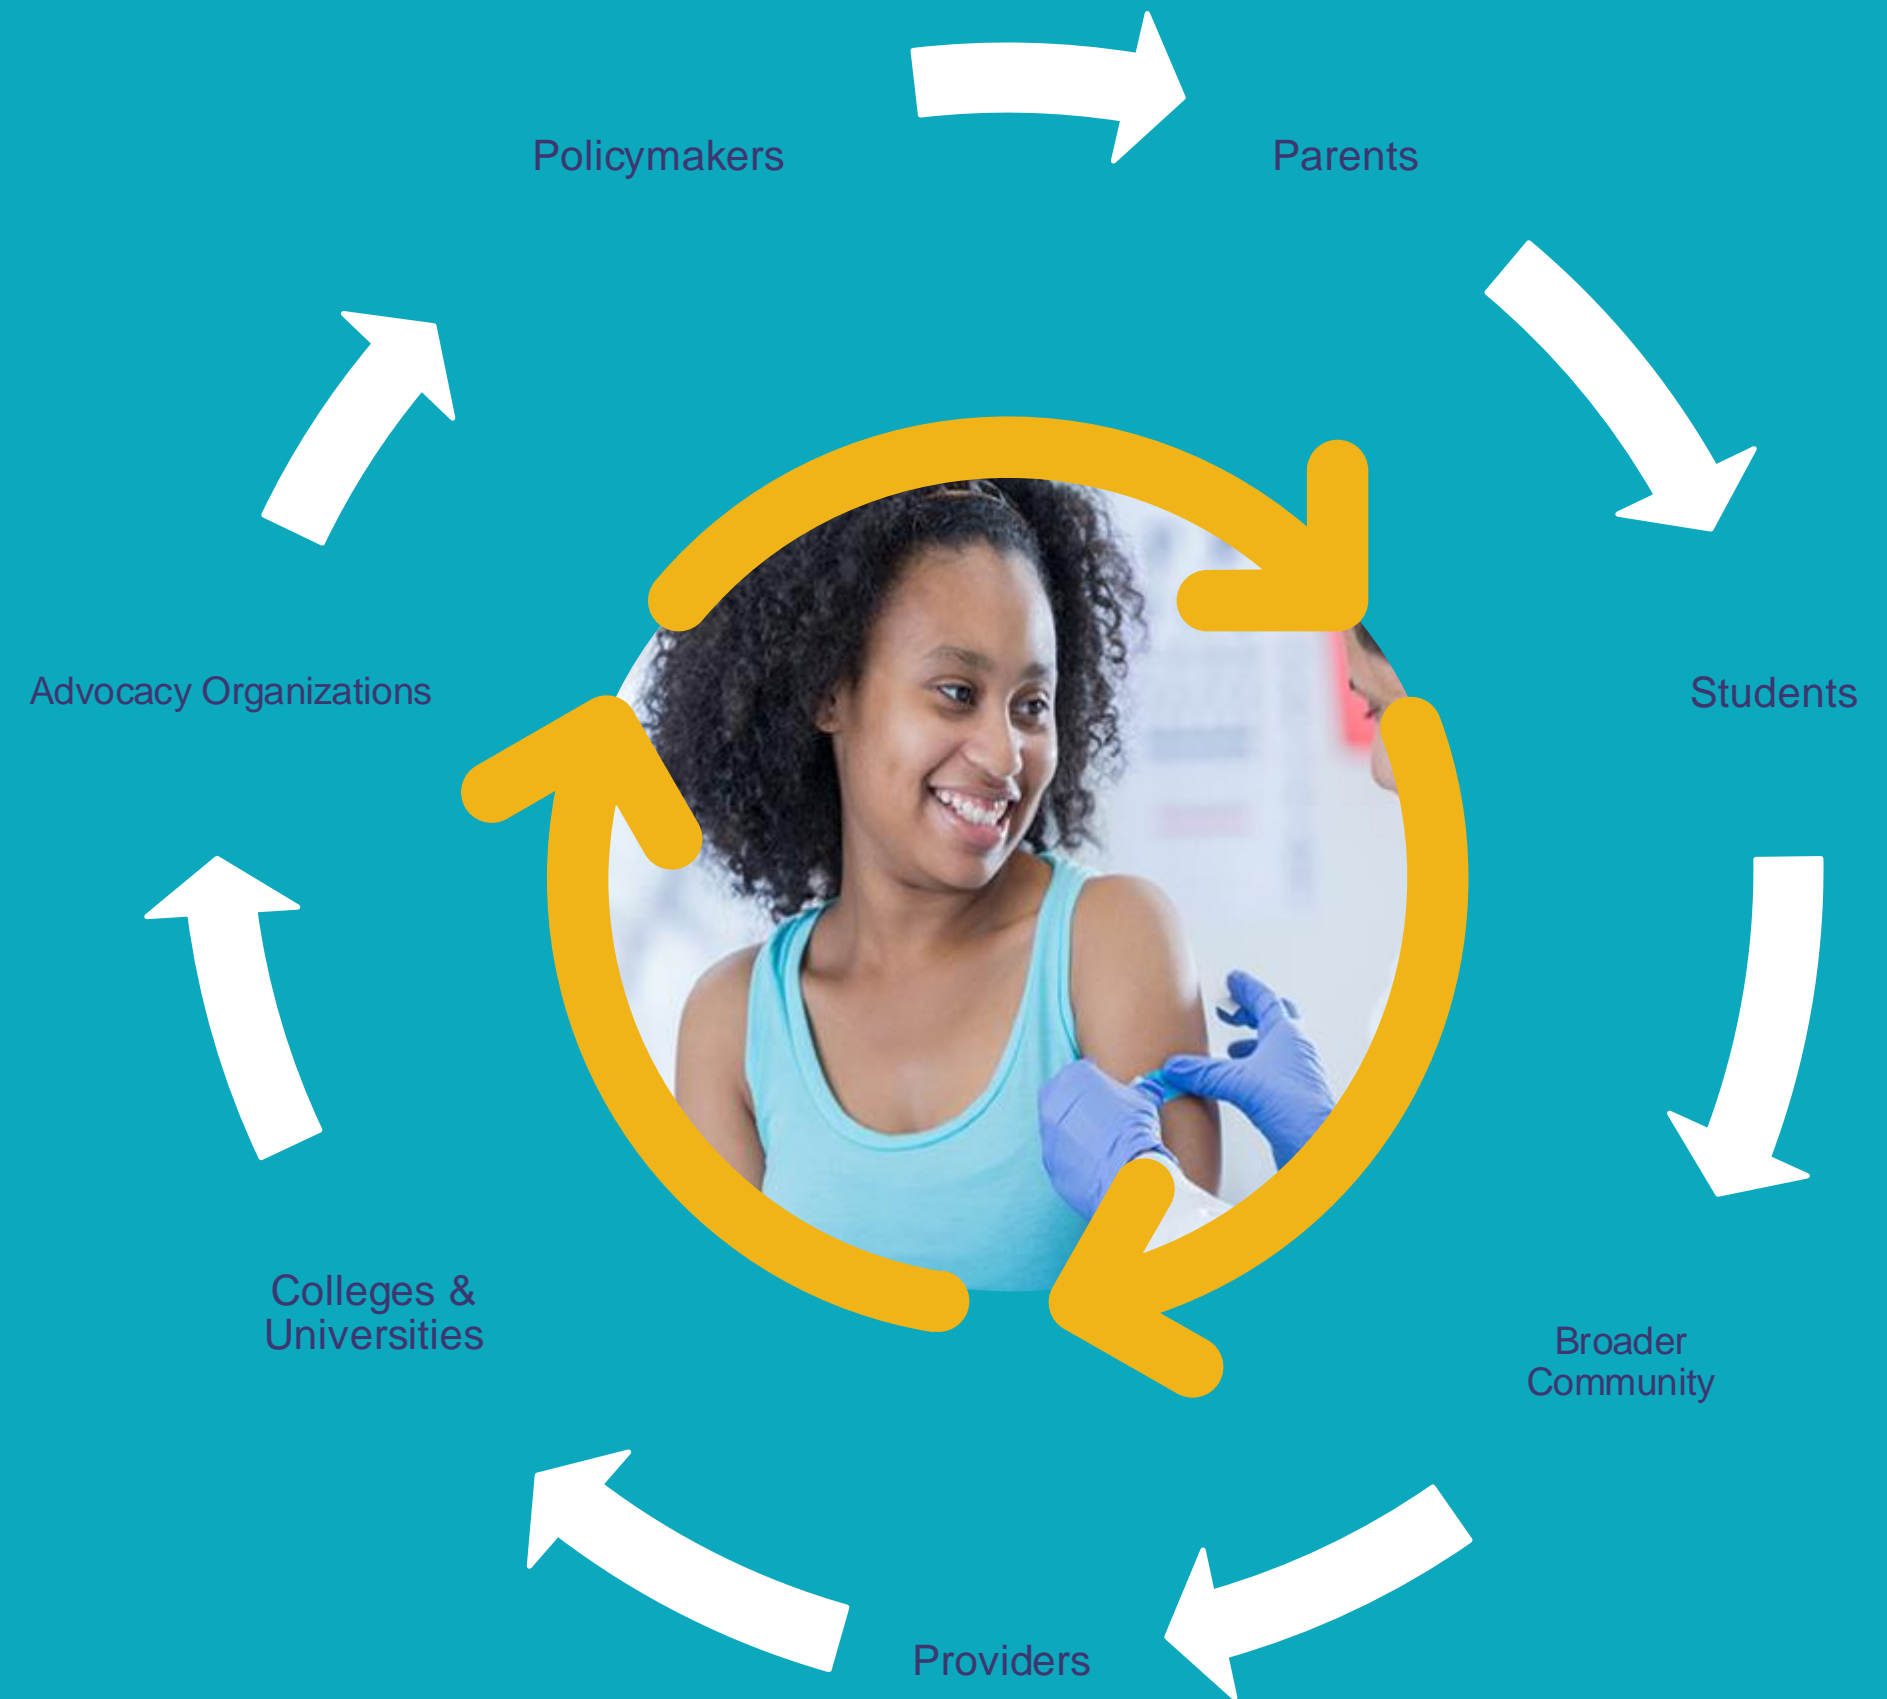 Policymakers
Parents
Advocacy Organizations
Students
Colleges &
Universities
Broader
Community
Providers